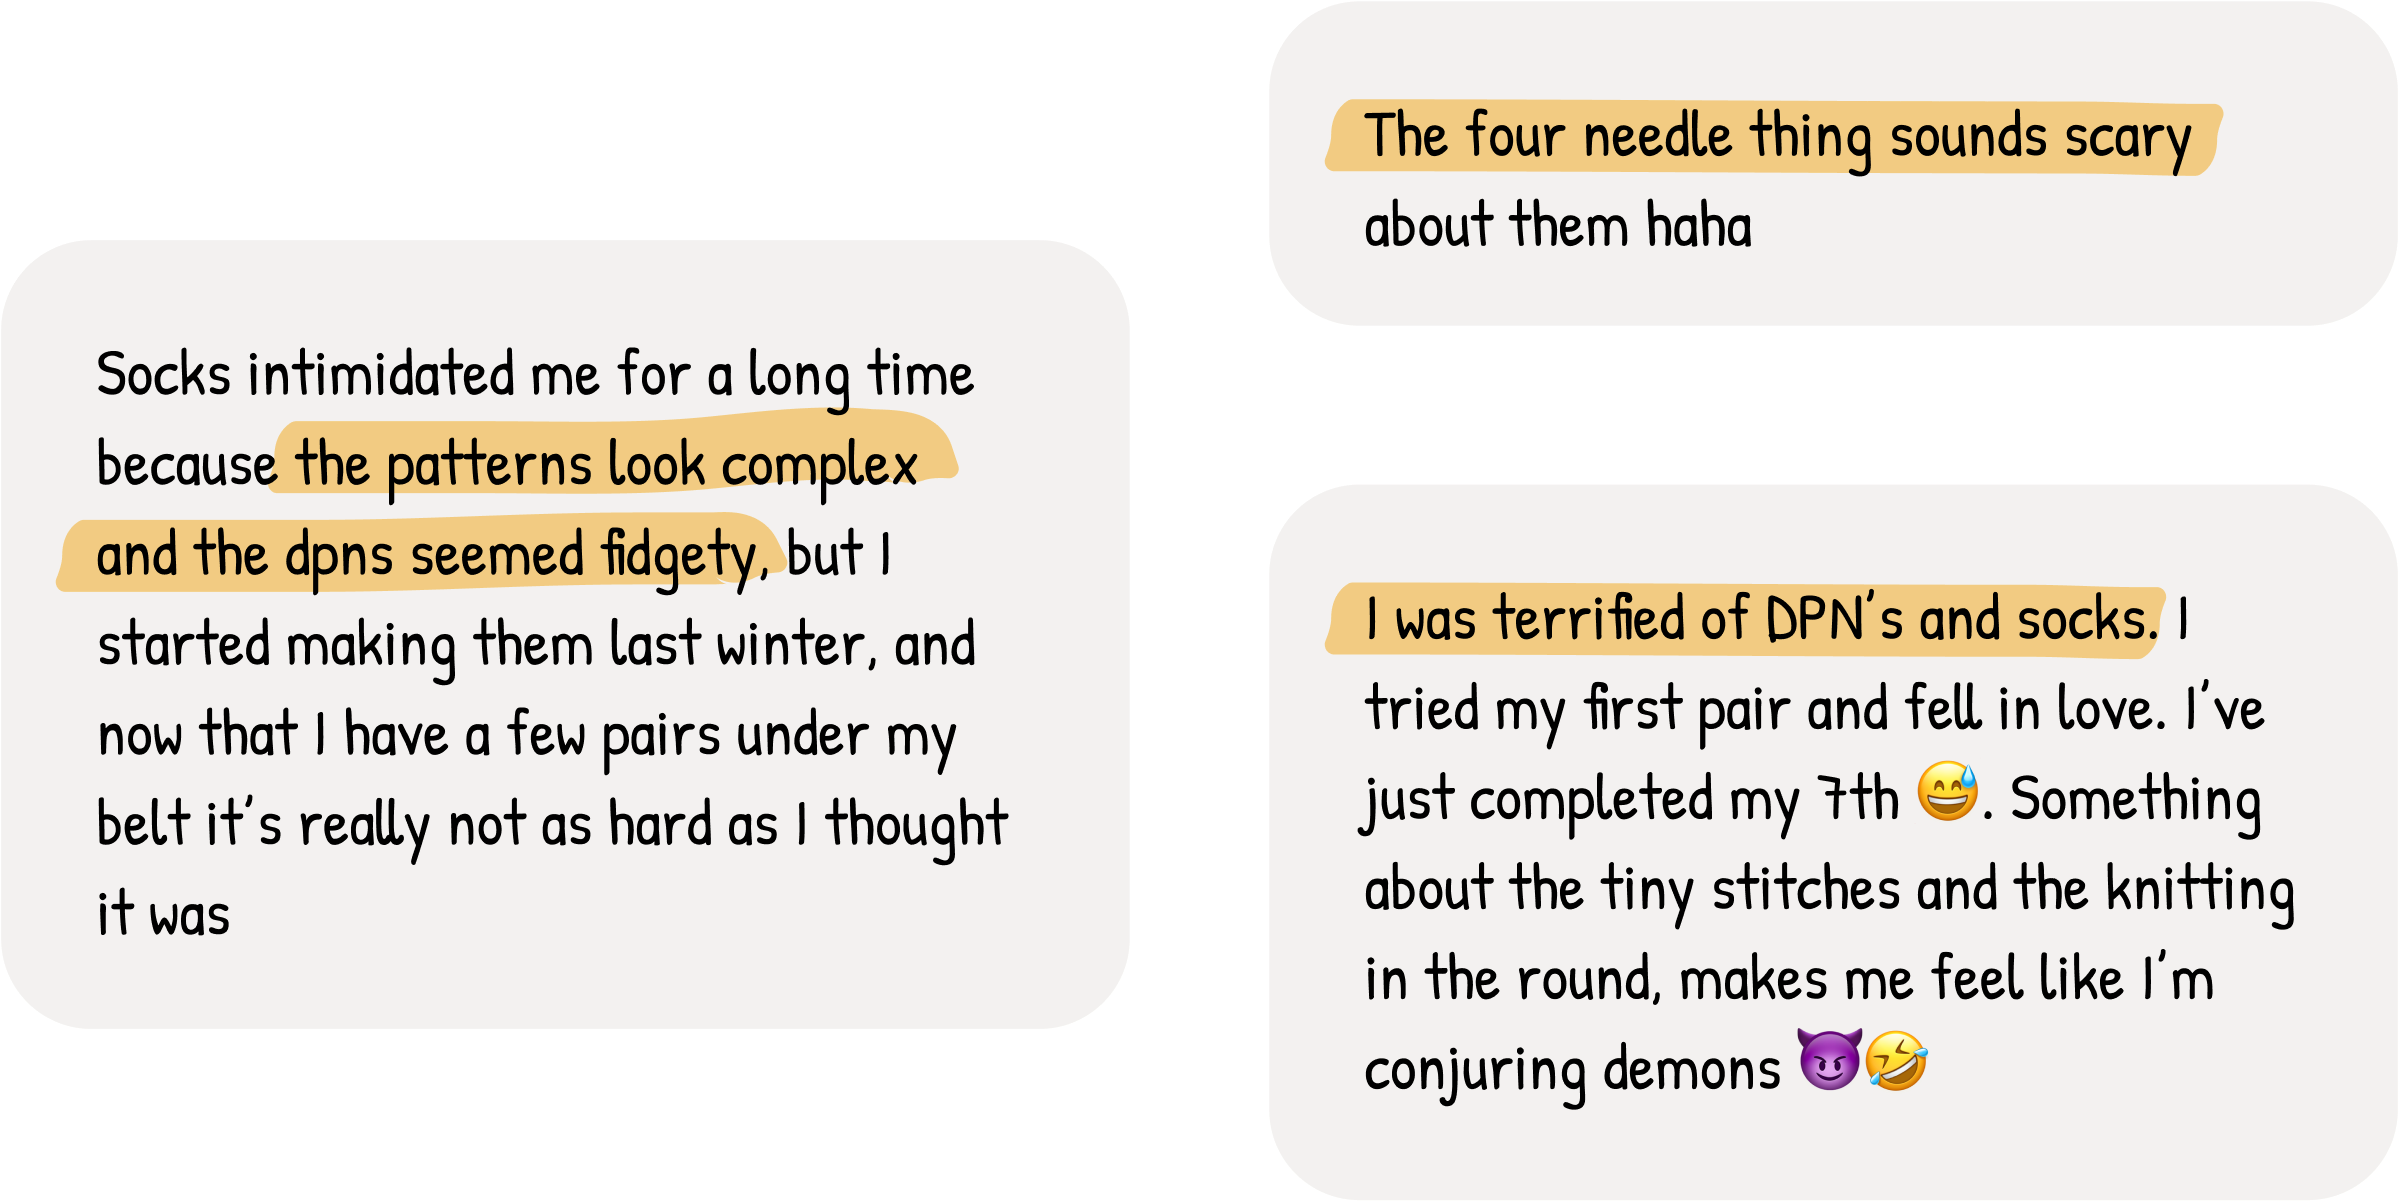 Socks intimidated me for a long time
because the patterns look complex
and the dpns seemed fidgety, but I
started making them last winter, and
now that I have a few pairs under my
belt it's really not as hard as I thought
it was
The four needle thing sounds scary
about them haha
I was terrified of DPN's and socks. I
tried my first pair and fell in love. I've
just completed my 7th 😅. Something
about the tiny stitches and the knitting
in the round, makes me feel like I'm
conjuring demons 😈🤣